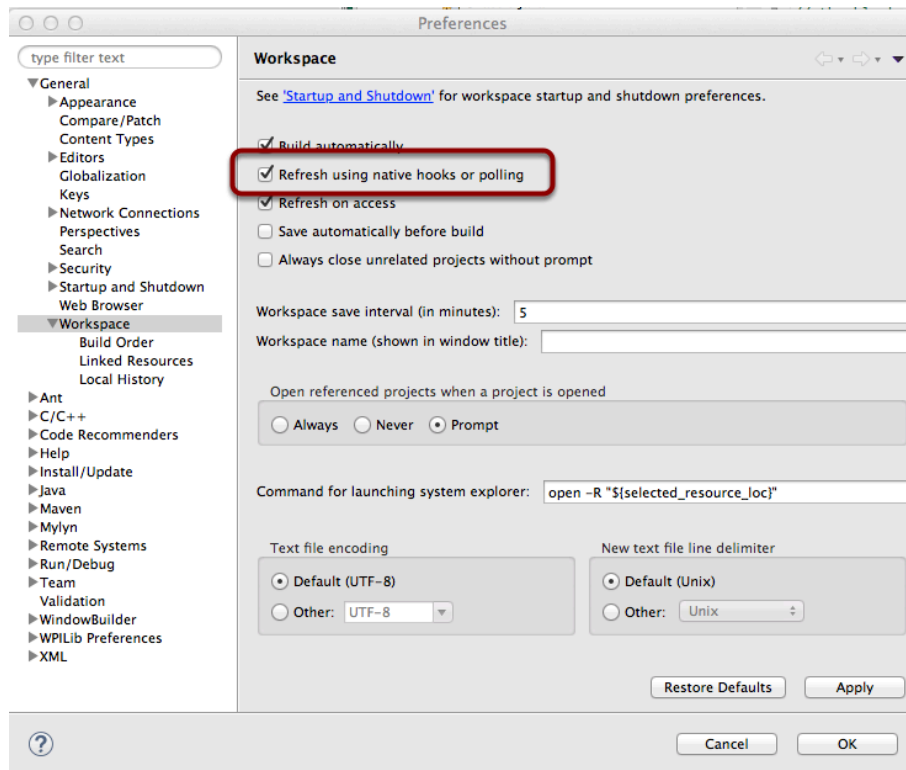 Preferences
type filter text
General
Appearance
Compare/Patch
Content Types
Editors
Globalization
Keys
Network Connections
Perspectives
Search
Security
Startup and Shutdown
Web Browser
Workspace
Build Order
Linked Resources
Local History
Ant
C/C++
Code Recommenders
Help
Install/Update
Java
Maven
Mylyn
Remote Systems
Run/Debug
Team
Validation
WindowBuilder
WPILib Preferences
XML
Workspace
See 'Startup and Shutdown' for workspace startup and shutdown preferences.
Build automatically
Refresh using native hooks or polling
Refresh on access
Save automatically before build
Always close unrelated projects without prompt
Workspace save interval (in minutes): 5
Workspace name (shown in window title):
Open referenced projects when a project is opened
Always Never Prompt
Command for launching system explorer: open -R "${selected_resource_loc}"
Text file encoding
Default (UTF-8)
Other: UTF-8
New text file line delimiter
Default (Unix)
Other: Unix
Restore Defaults Apply
? Cancel OK